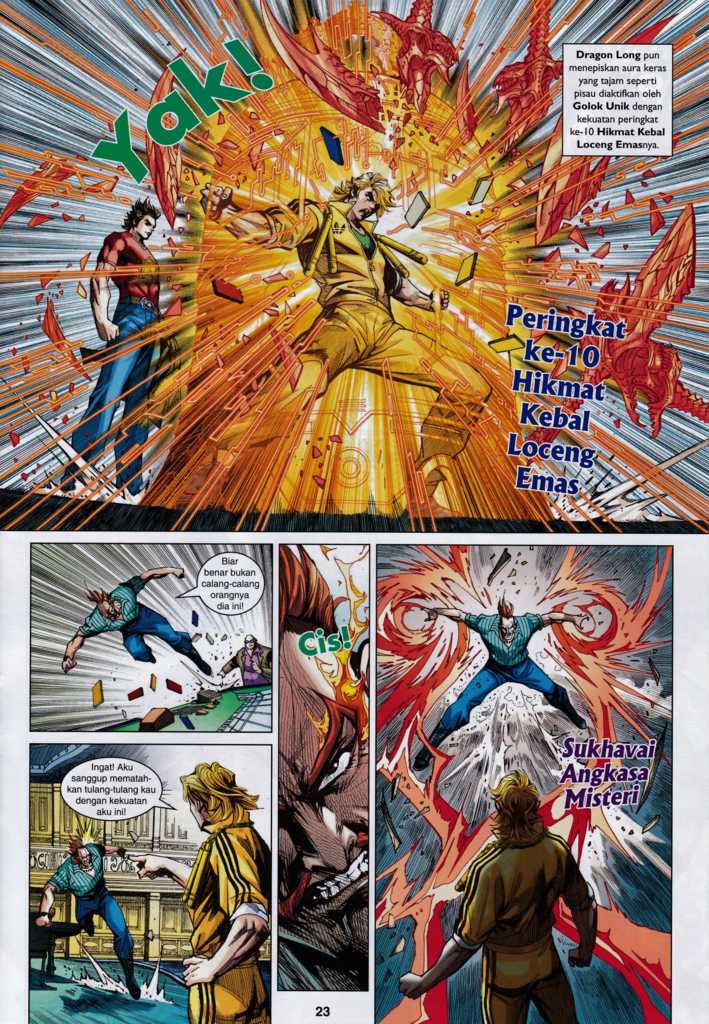 Yak!
Dragon Long pun
menepiskan aura keras
yang tajam seperti
pisau diaktifkan oleh
Golok Unik dengan
kekuatan peringkat
ke-10 Hikmat Kebal
Loceng Emasnya.
Peringkat
ke-10
Hikmat
Kebal
Loceng
Emas
Biar
benar bukan
calang-calang
orangnya
dia ini!
Ingat! Aku
sanggup mematah-
kan tulang-tulang kau
dengan kekuatan
aku ini!
Cis!
Sukhavai
Angkasa
Misteri
23